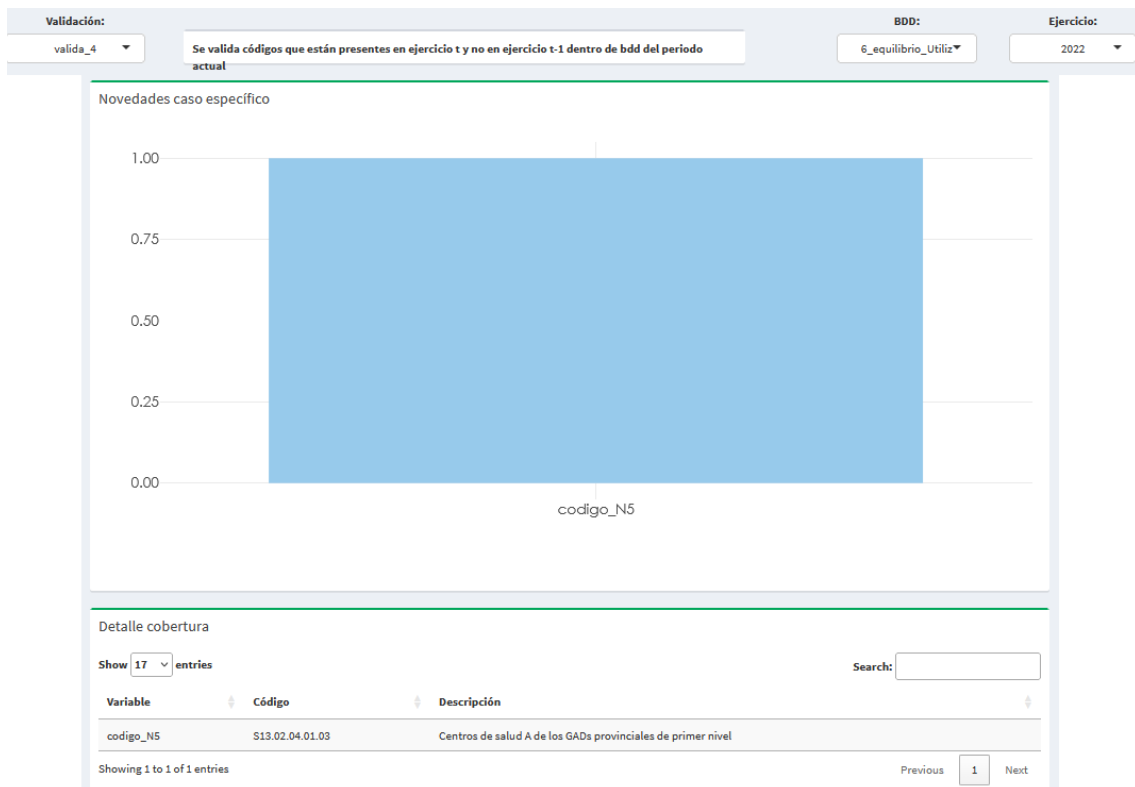 Validación:
BDD:
Ejercicio:
valida_4
Se valida códigos que están presentes en ejercicio t y no en ejercicio t-1 dentro de bdd del periodo
actual
6_equilibrio_Utiliz
2022
Novedades caso específico
1.00
0.75
0.50
0.25
0.00
codigo_N5
Detalle cobertura
Show 17 entries
Search:
Variable Código Descripción
codigo_N5 S13.02.04.01.03 Centros de salud A de los GADs provinciales de primer nivel
Showing 1 to 1 of 1 entries
Previous 1 Next